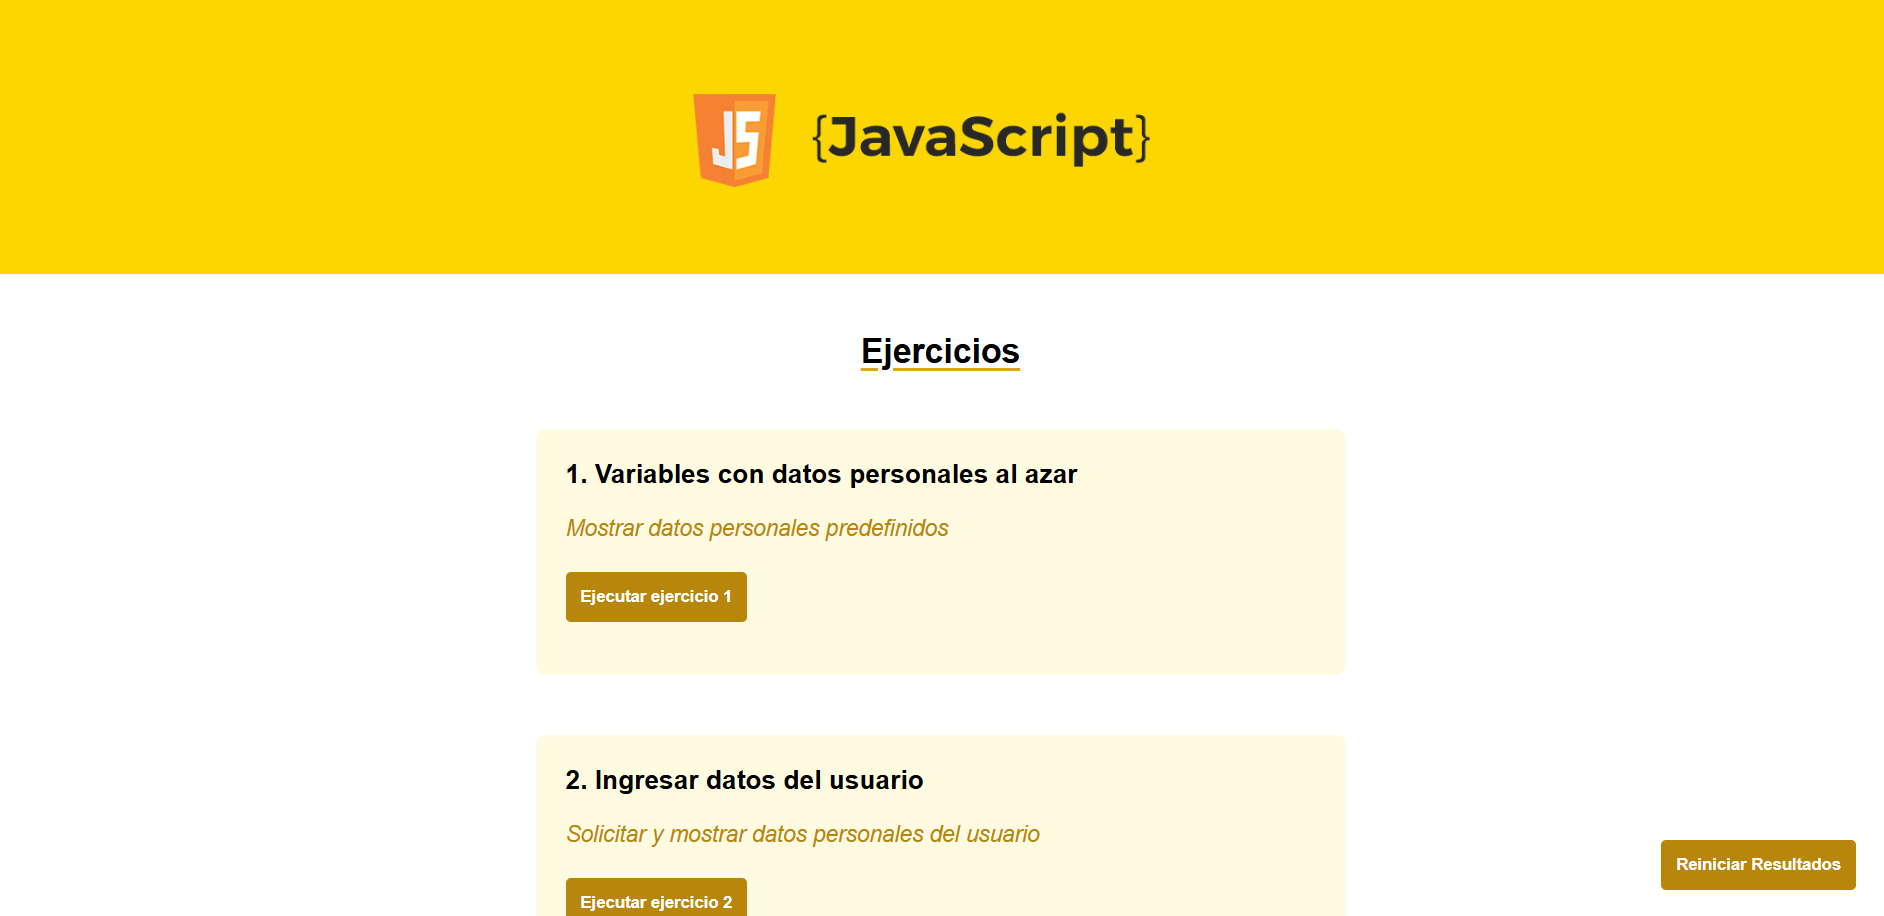 JS {JavaScript}
Ejercicios
1. Variables con datos personales al azar
Mostrar datos personales predefinidos
Ejecutar ejercicio 1
2. Ingresar datos del usuario
Solicitar y mostrar datos personales del usuario
Reiniciar Resultados
Ejecutar ejercicio 2